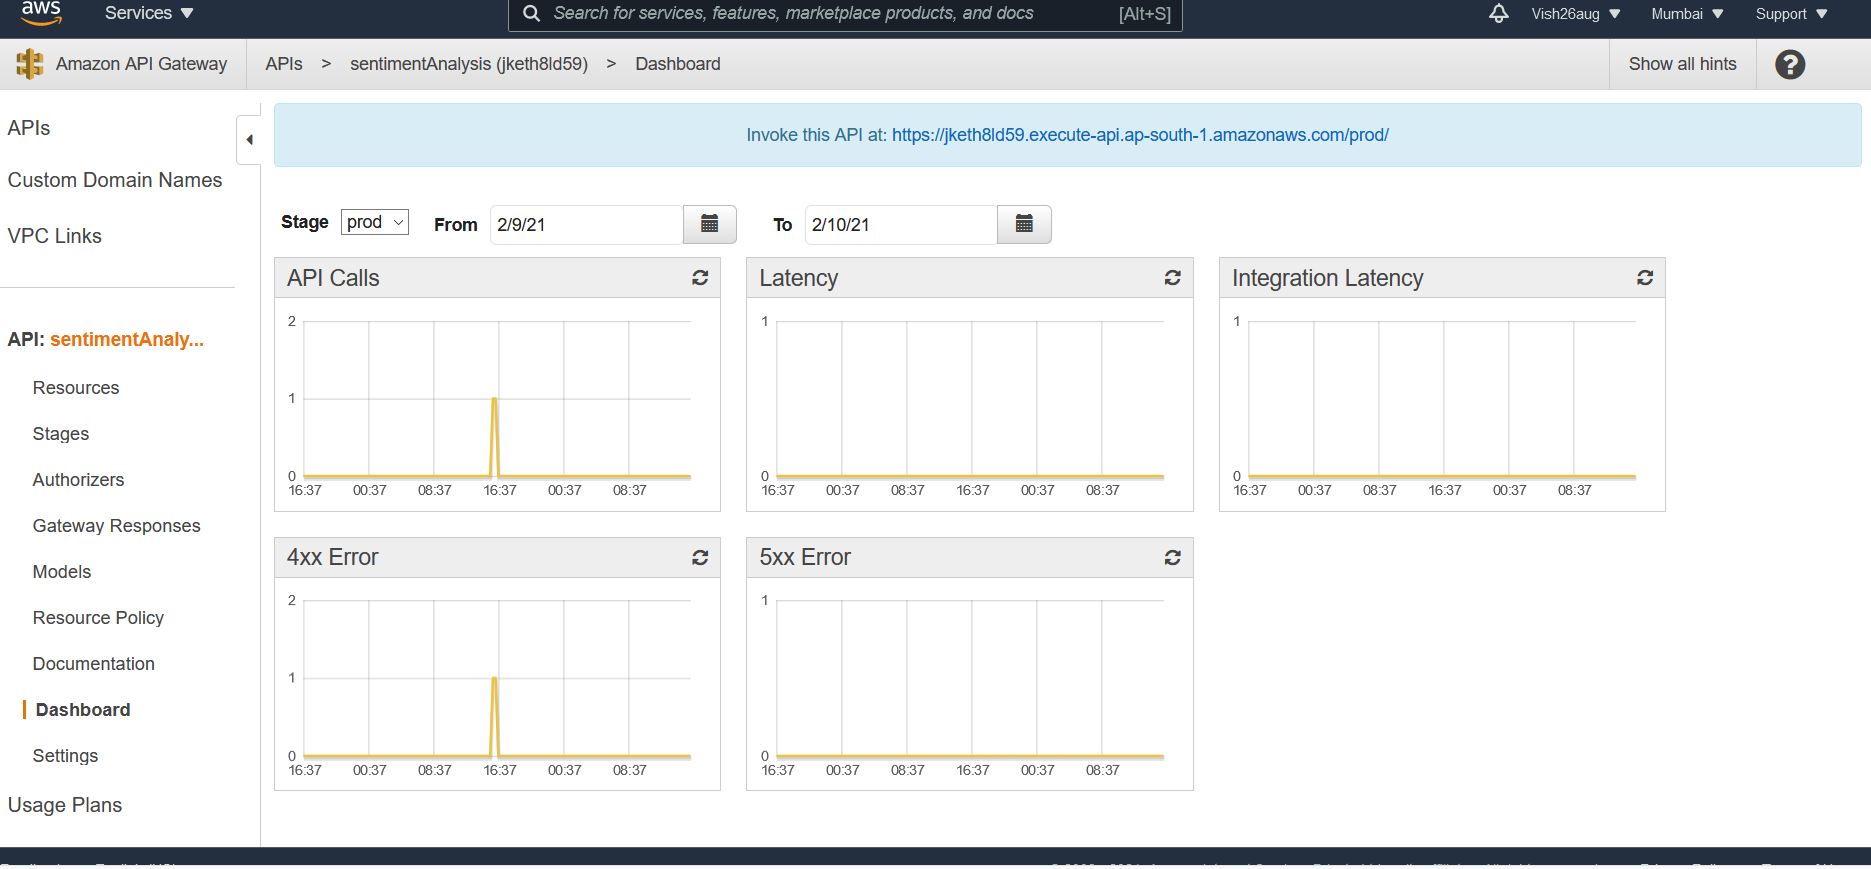 aws
Services
Search for services, features, marketplace products, and docs [Alt+S]
Vish26aug
Mumbai
Support
Amazon API Gateway
APIs > sentimentAnalysis (jketh8ld59) > Dashboard
Show all hints
?
APIs
Custom Domain Names
VPC Links
API: sentimentAnaly...
Resources
Stages
Authorizers
Gateway Responses
Models
Resource Policy
Documentation
Dashboard
Settings
Usage Plans
Invoke this API at: https://jketh8ld59.execute-api.ap-south-1.amazonaws.com/prod/
Stage prod From 2/9/21 To 2/10/21
API Calls
2
1
0
16:37 00:37 08:37 16:37 00:37 08:37
Latency
1
0
16:37 00:37 08:37 16:37 00:37 08:37
Integration Latency
1
0
16:37 00:37 08:37 16:37 00:37 08:37
4xx Error
2
1
0
16:37 00:37 08:37 16:37 00:37 08:37
5xx Error
1
0
16:37 00:37 08:37 16:37 00:37 08:37